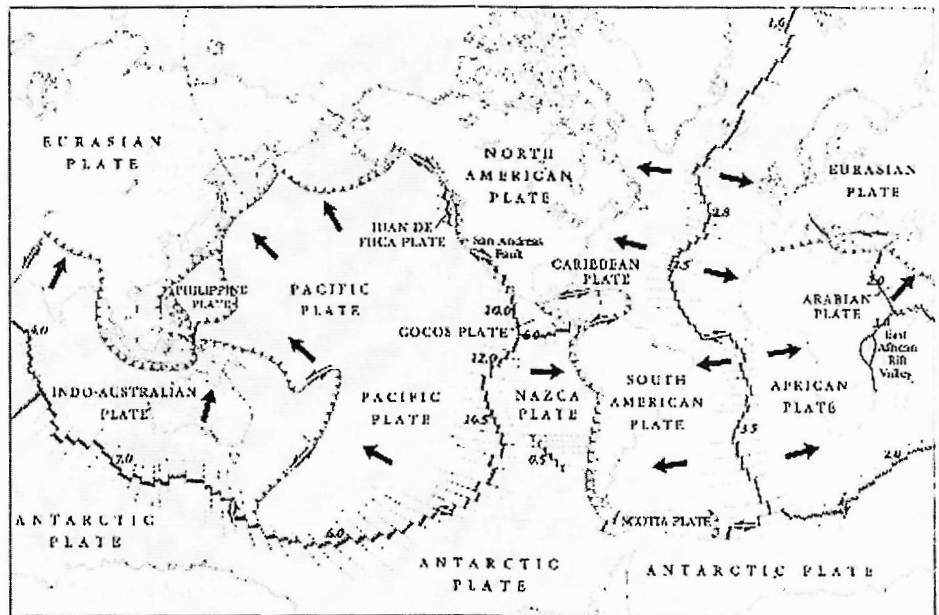 1.6
EURASIAN
PLATE
NORTH
AMERICAN
PLATE
EURASIAN
PLATE
2.3
JUAN DE
FUCA PLATE
San Andreas
Fault
CARIBBEAN
PLATE
PHILIPPINE
PLATE
PACIFIC
PLATE
2.0
ARABIAN
PLATE
4.0
10.0
COCOS PLATE
6.0
East
African
Rift
Valley
12.0
INDO-AUSTRALIAN
PLATE
PACIFIC
PLATE
NAZCA
PLATE
SOUTH
AMERICAN
PLATE
AFRICAN
PLATE
16.5
3.5
7.0
0.5
2.0
ANTARCTIC
PLATE
6.0
SCOTIA PLATE
ANTARCTIC
PLATE
ANTARCTIC PLATE